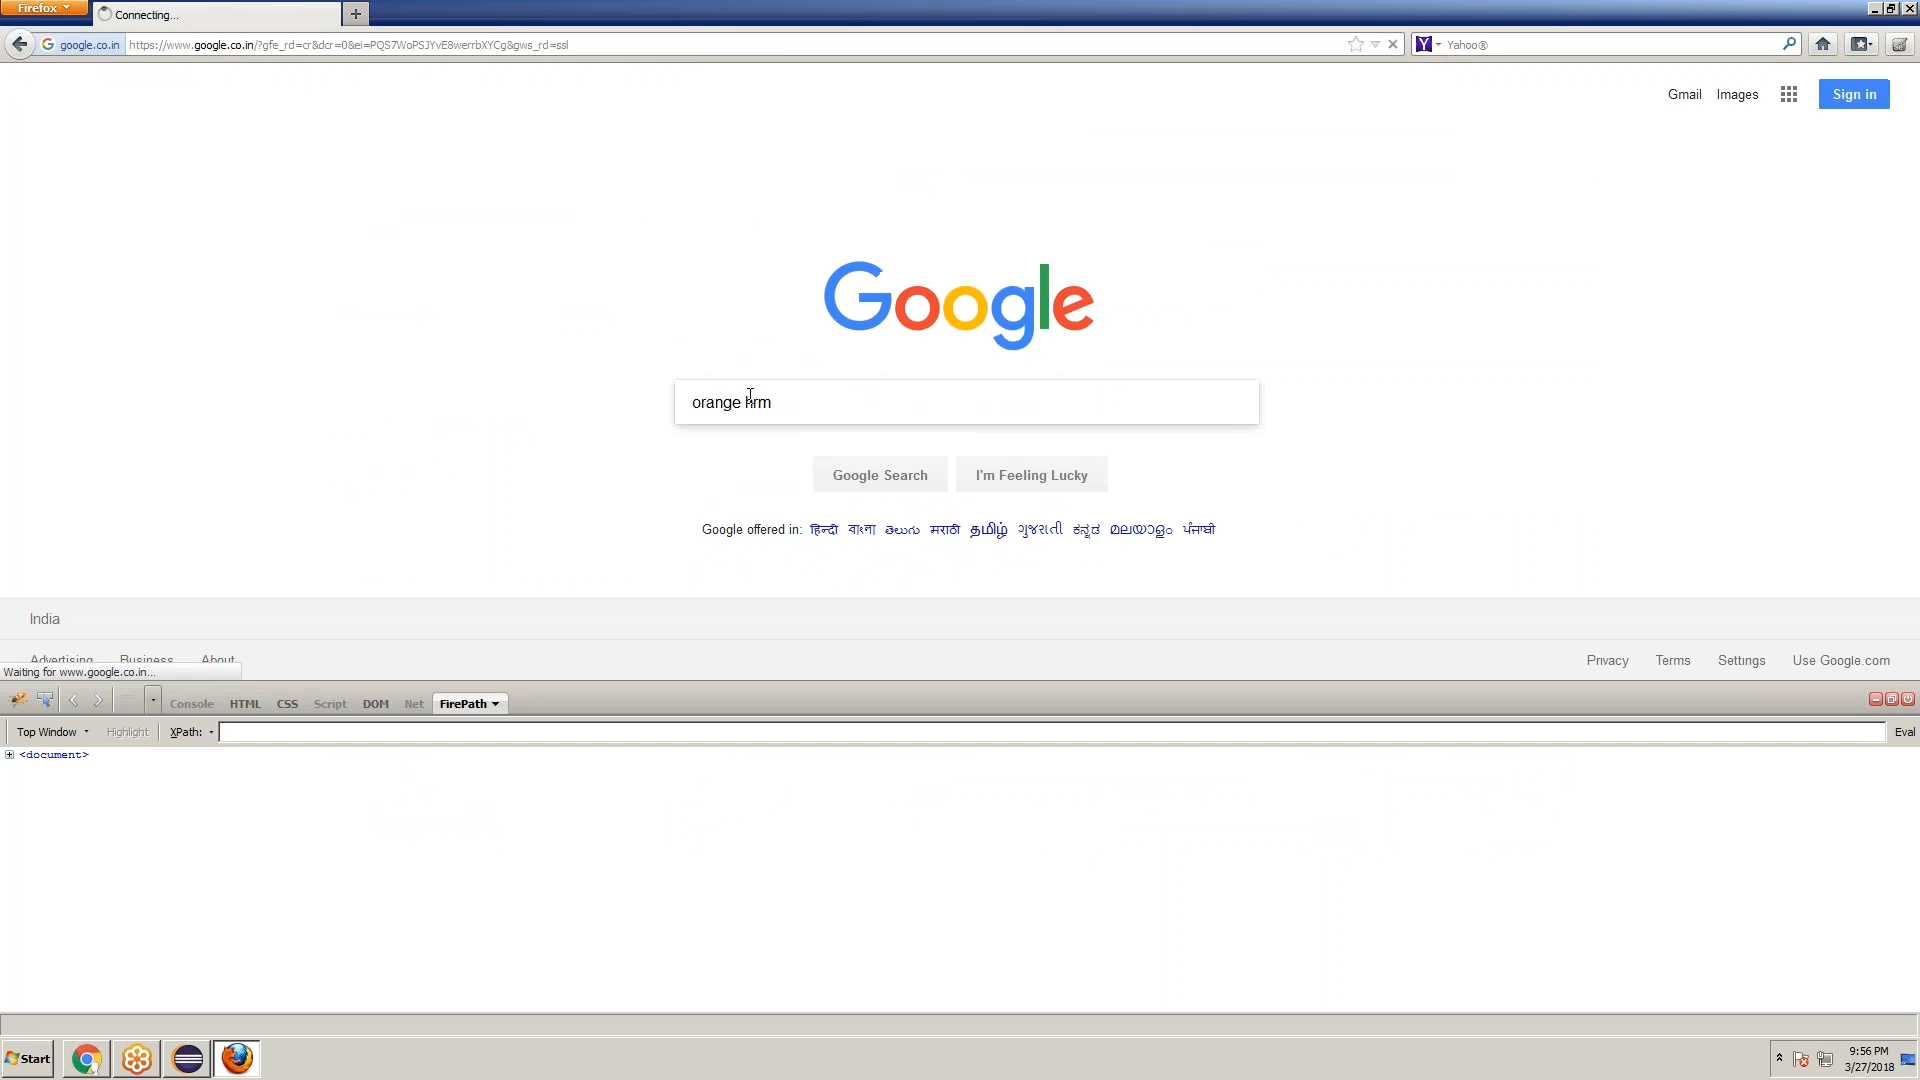 Firefox
Connecting...
google.co.in
https://www.google.co.in/?gfe_rd=cr&dcr=0&ei=PQS7WoPSJYvE8werrbXYCg&gws_rd=ssl
Yahoo®
Gmail Images Sign in
Google
orange hrm
Google Search I'm Feeling Lucky
Google offered in: हिन्दी বাংলা తెలుగు मराठी தமிழ் ગુજરાતી ಕನ್ನಡ മലയാളം ਪੰਜਾਬੀ
India
Advertising Business About Privacy Terms Settings Use Google.com
Waiting for www.google.co.in...
Console HTML CSS Script DOM Net FirePath
Top Window Highlight XPath: Eval
<document>
Start
9:56 PM
3/27/2018